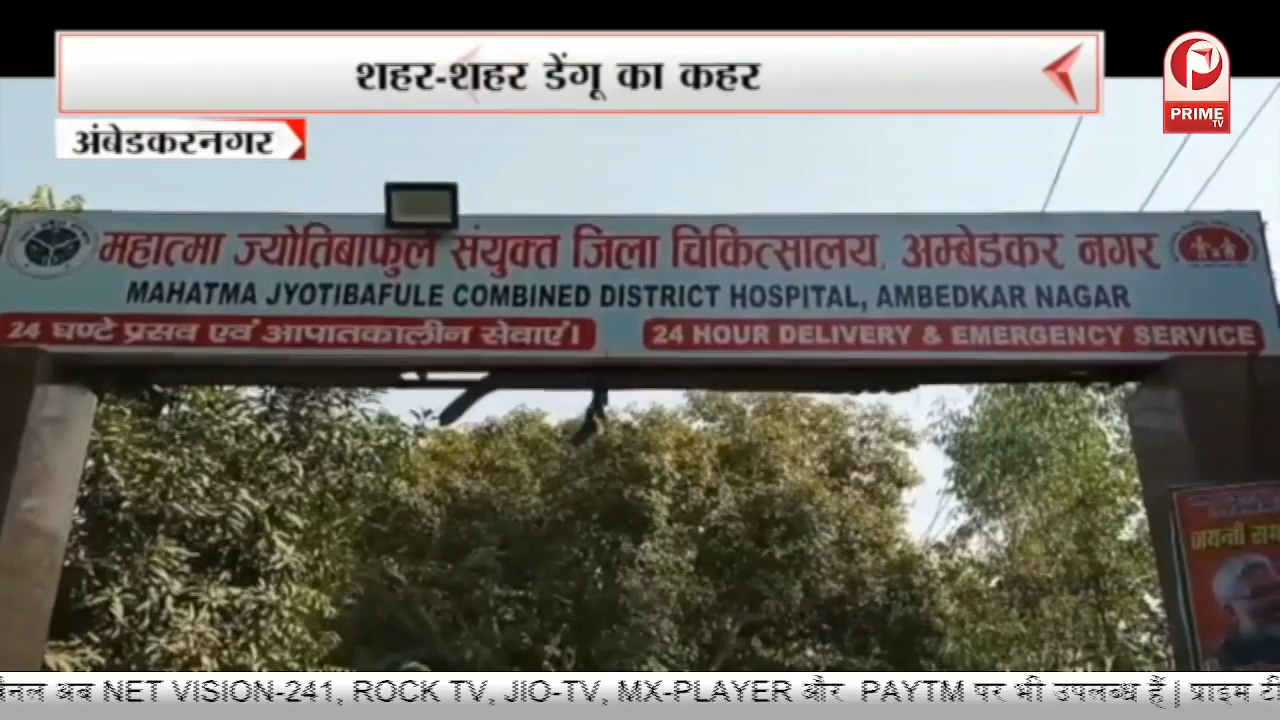 शहर-शहर डेंगू का कहर
PRIME
TV
अंबेडकरनगर
महात्मा ज्योतिबाफुले संयुक्त जिला चिकित्सालय, अम्बेडकर नगर
MAHATMA JYOTIBAFULE COMBINED DISTRICT HOSPITAL, AMBEDKAR NAGAR
24 घण्टे प्रसव एवं आपातकालीन सेवाएं।
24 HOUR DELIVERY & EMERGENCY SERVICE
जयन्ती
अब NET VISION-241, ROCK TV, JIO-TV, MX-PLAYER और PAYTM पर भी उपलब्ध हैं | प्राइम